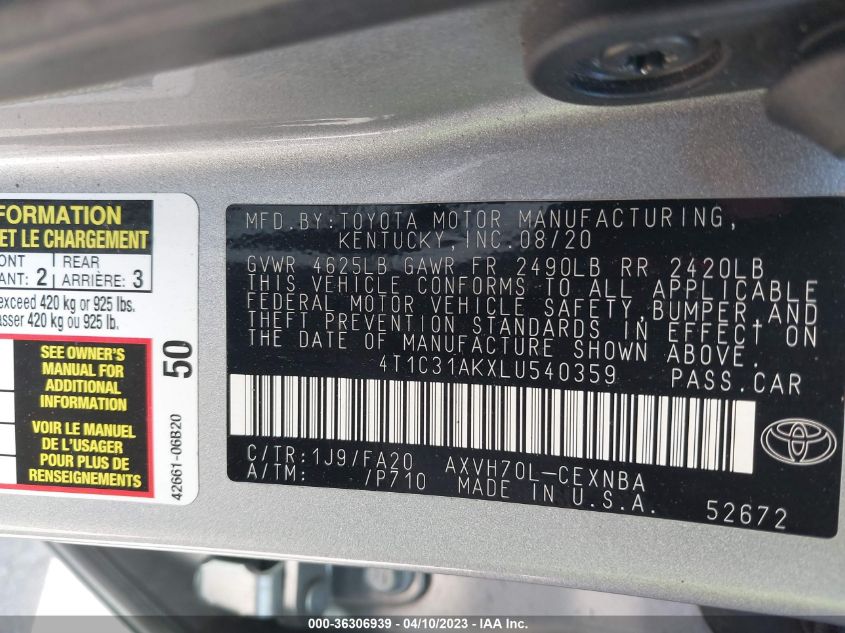 FORMATION
ET LE CHARGEMENT
ONT 2 REAR 3
ANT: ARRIÈRE:
exceed 420 kg or 925 lbs.
asser 420 kg ou 925 lb.
SEE OWNER'S
MANUAL FOR
ADDITIONAL
INFORMATION
VOIR LE MANUEL
DE L'USAGER
POUR PLUS DE
RENSEIGNEMENTS
50
42661-06B20
MFD.BY:TOYOTA MOTOR MANUFACTURING,
KENTUCKY INC.08/20
GVWR 4625LB GAWR FR 2490LB RR 2420LB
THIS VEHICLE CONFORMS TO ALL APPLICABLE
FEDERAL MOTOR VEHICLE SAFETY,BUMPER,AND
THEFT PREVENTION STANDARDS IN EFFECT ON
THE DATE OF MANUFACTURE SHOWN ABOVE.
4T1C31AKXLU540359 PASS.CAR
C/TR:1J9/FA20 AXVH70L-CEXNBA
A/TM: /P710 MADE IN U.S.A.
52672
TOYOTA
000-36306939 - 04/10/2023 - IAA Inc.